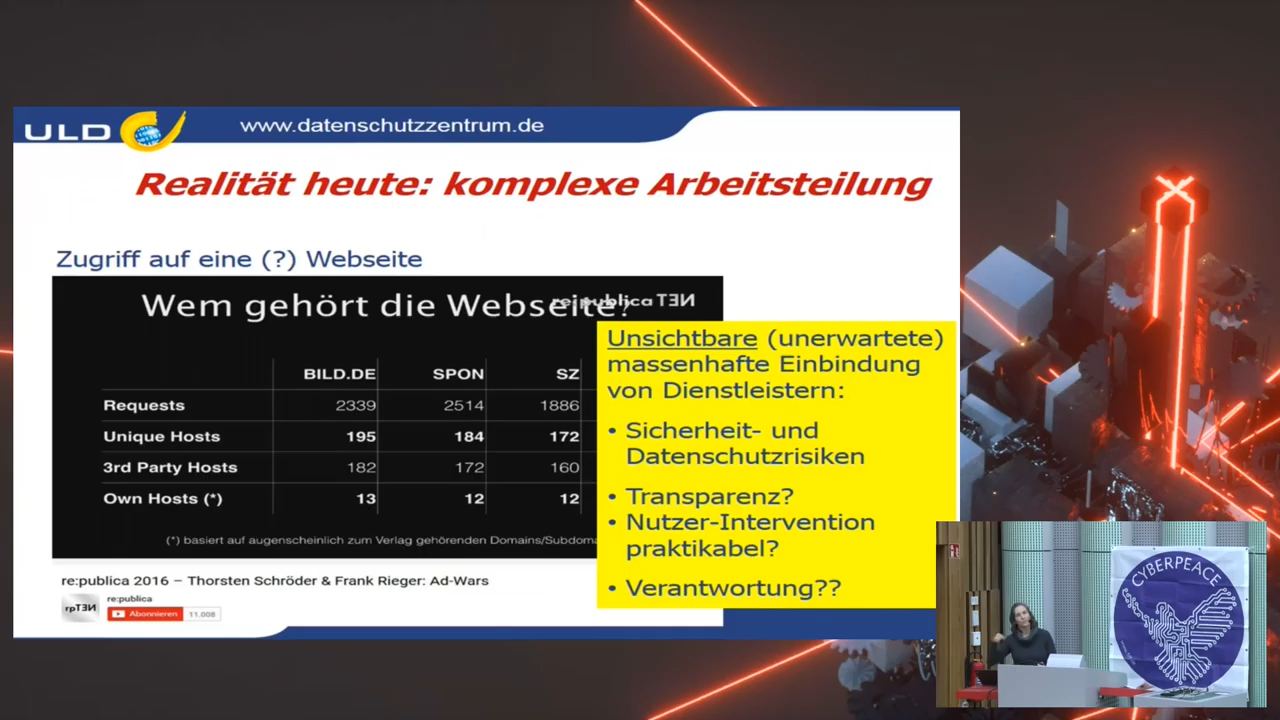 ULD
www.datenschutzzentrum.de
Realität heute: komplexe Arbeitsteilung
Zugriff auf eine (?) Webseite
Wem gehört die Webseite?
re:publica TEN
BILD.DE SPON SZ
Requests 2339 2514 1886
Unique Hosts 195 184 172
3rd Party Hosts 182 172 160
Own Hosts (*) 13 12 12
(*) basiert auf augenscheinlich zum Verlag gehörenden Domains/Subdoma
Unsichtbare (unerwartete)
massenhafte Einbindung
von Dienstleistern:
• Sicherheit- und
Datenschutzrisiken
• Transparenz?
• Nutzer-Intervention
praktikabel?
• Verantwortung??
re:publica 2016 – Thorsten Schröder & Frank Rieger: Ad-Wars
rpTEN
re:publica
Abonnieren 11.008
CYBERPEACE